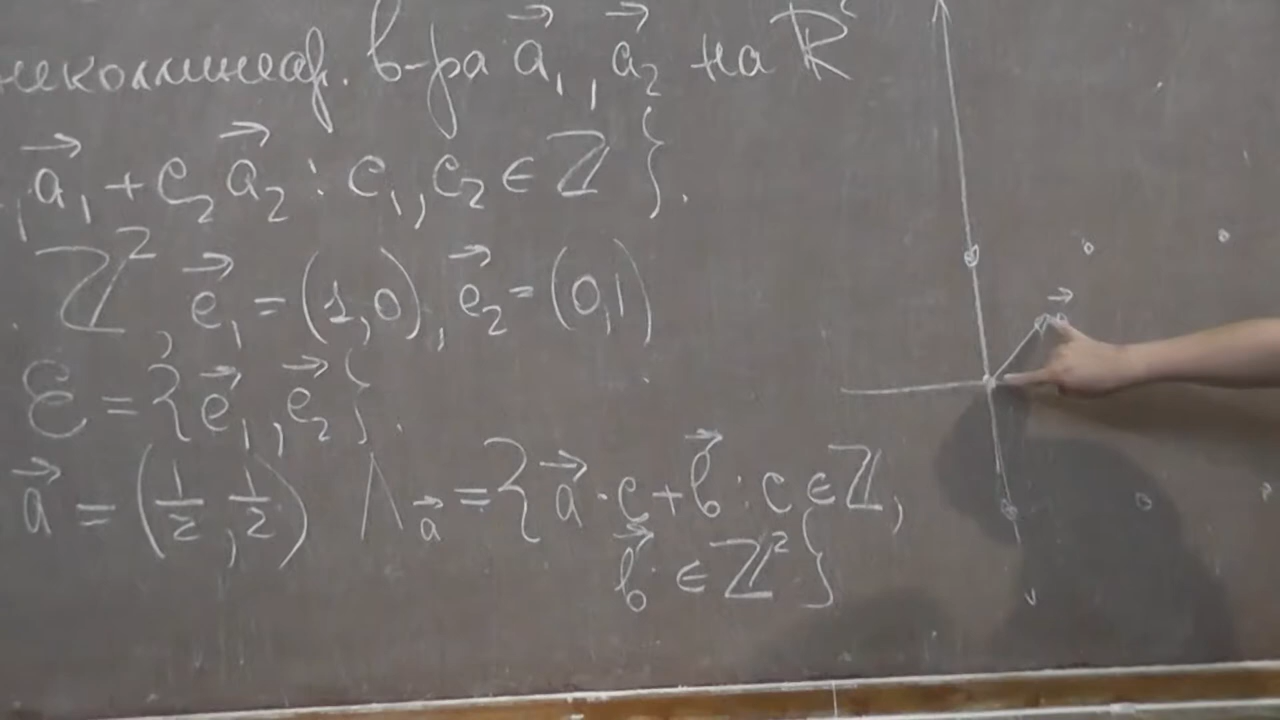 неколлинеар. в-ра a⃗₁, a⃗₂ на ℝ²
₁a⃗₁ + c₂a⃗₂ : c₁, c₂ ∈ ℤ}.
. ℤ², e⃗₁ = (1,0), e⃗₂ = (0,1)
ℰ = {e⃗₁, e⃗₂}.
a⃗ = (1/2, 1/2) Λ_a⃗ = {a⃗ · c + b⃗ : c ∈ ℤ,
b⃗ ∈ ℤ²}